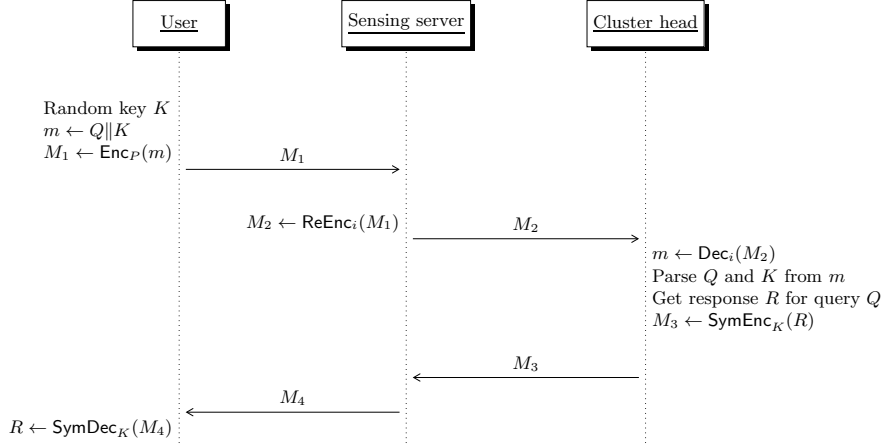 User
Sensing server
Cluster head
Random key K
m ← Q‖K
M₁ ← Enc_P(m)
M₁
M₂ ← ReEnc_i(M₁)
M₂
m ← Dec_i(M₂)
Parse Q and K from m
Get response R for query Q
M₃ ← SymEnc_K(R)
M₃
M₄
R ← SymDec_K(M₄)